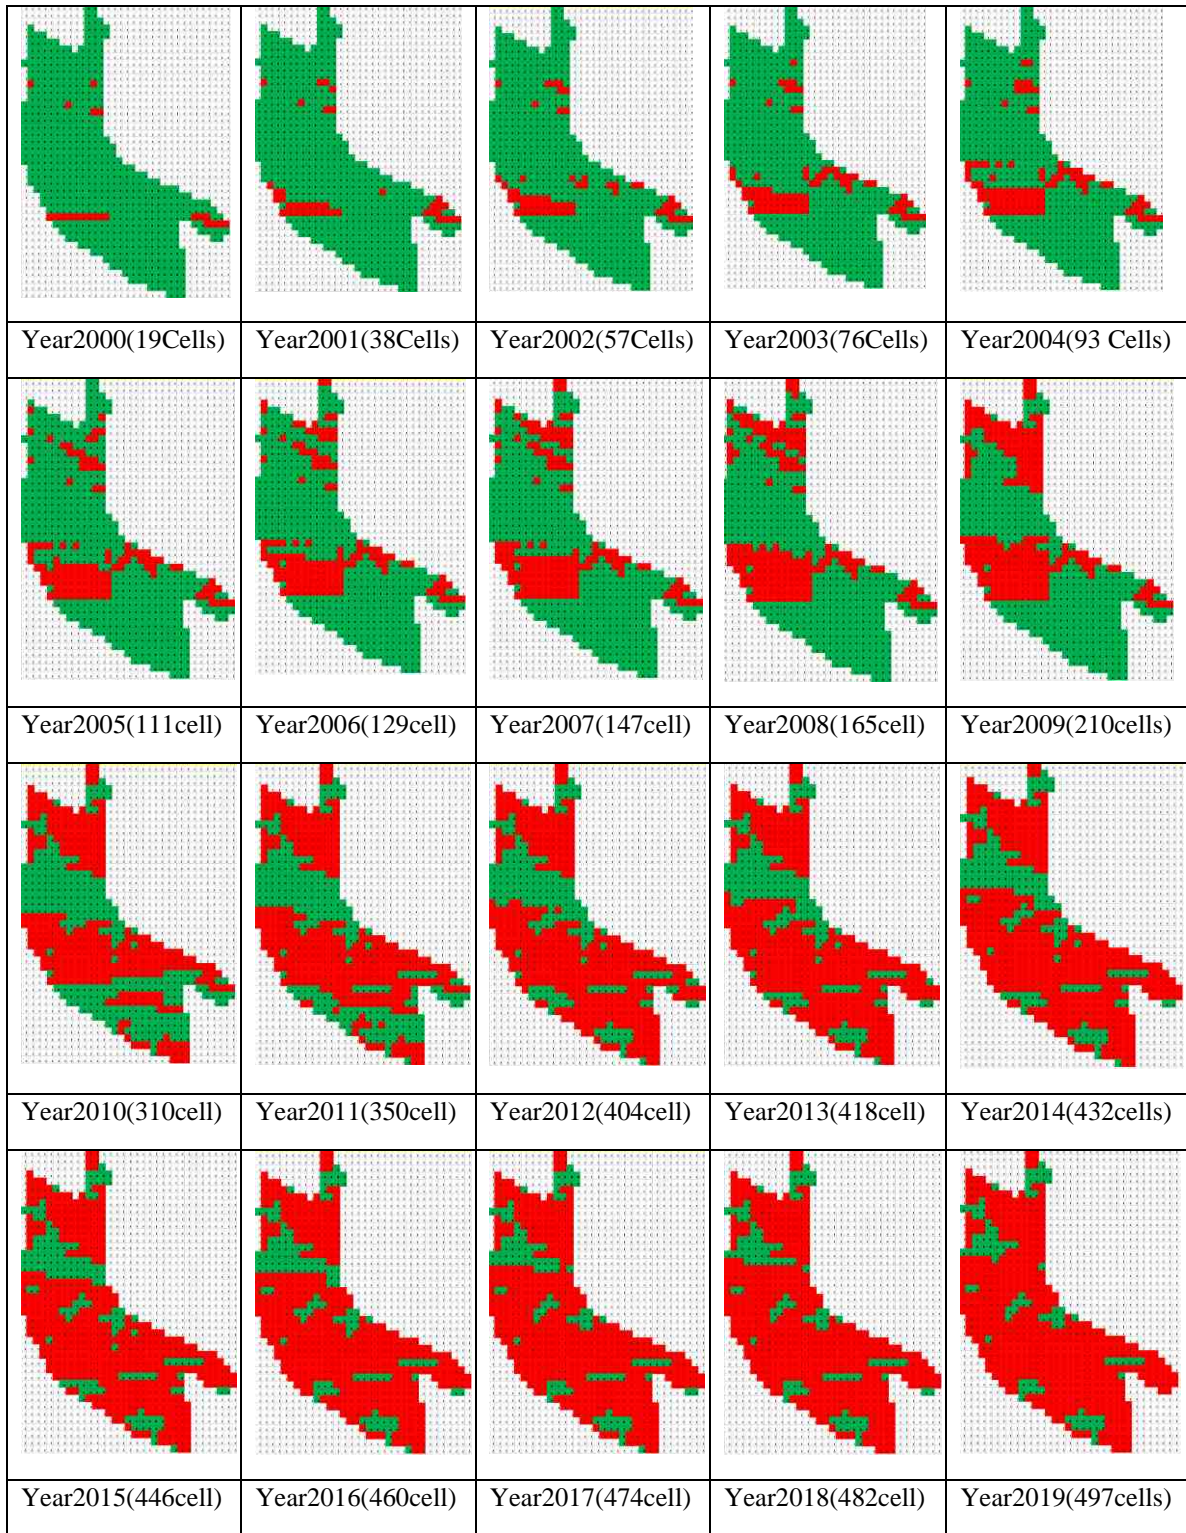 Year2000(19Cells)
Year2001(38Cells)
Year2002(57Cells)
Year2003(76Cells)
Year2004(93 Cells)
Year2005(111cell)
Year2006(129cell)
Year2007(147cell)
Year2008(165cell)
Year2009(210cells)
Year2010(310cell)
Year2011(350cell)
Year2012(404cell)
Year2013(418cell)
Year2014(432cells)
Year2015(446cell)
Year2016(460cell)
Year2017(474cell)
Year2018(482cell)
Year2019(497cells)